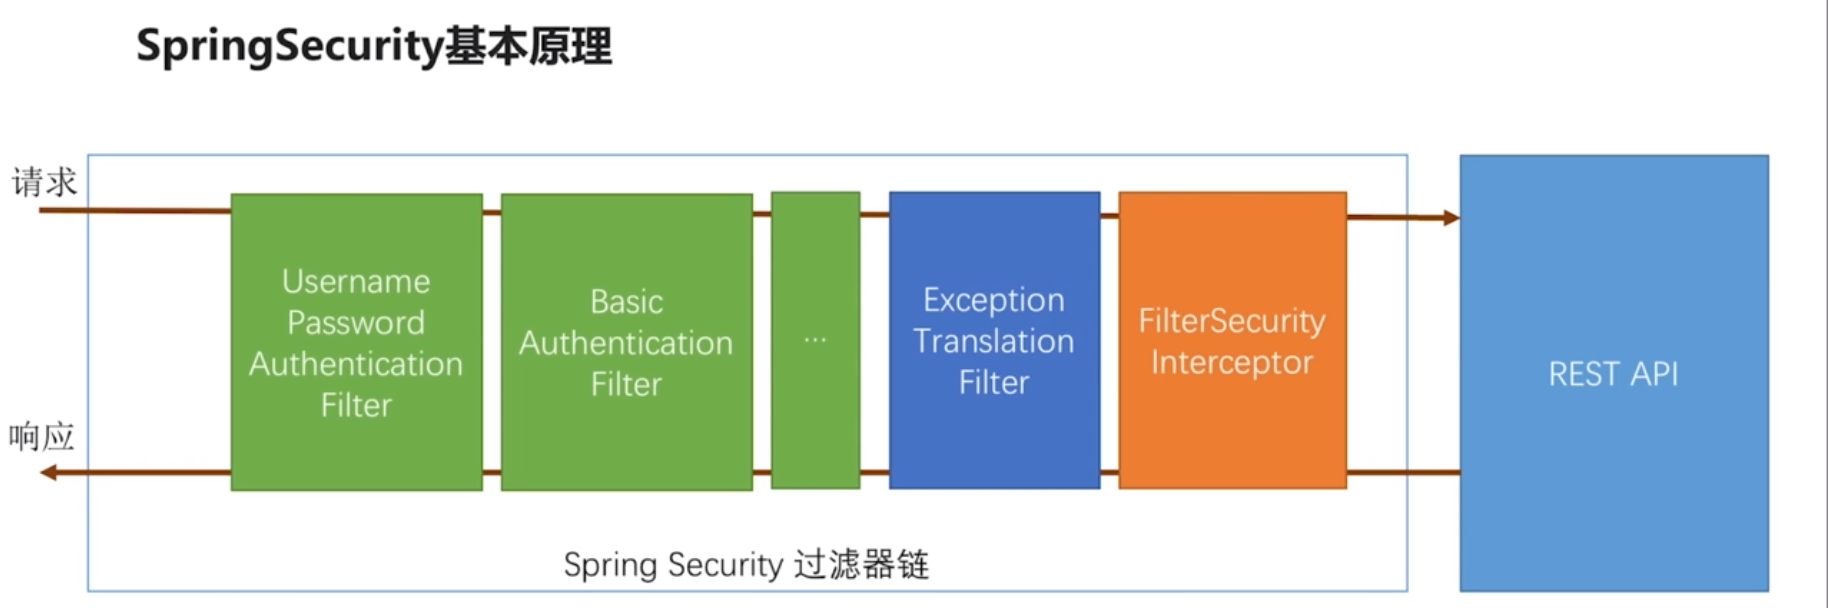 SpringSecurity基本原理
请求
响应
Username
Password
Authentication
Filter
Basic
Authentication
Filter
...
Exception
Translation
Filter
FilterSecurity
Interceptor
REST API
Spring Security 过滤器链